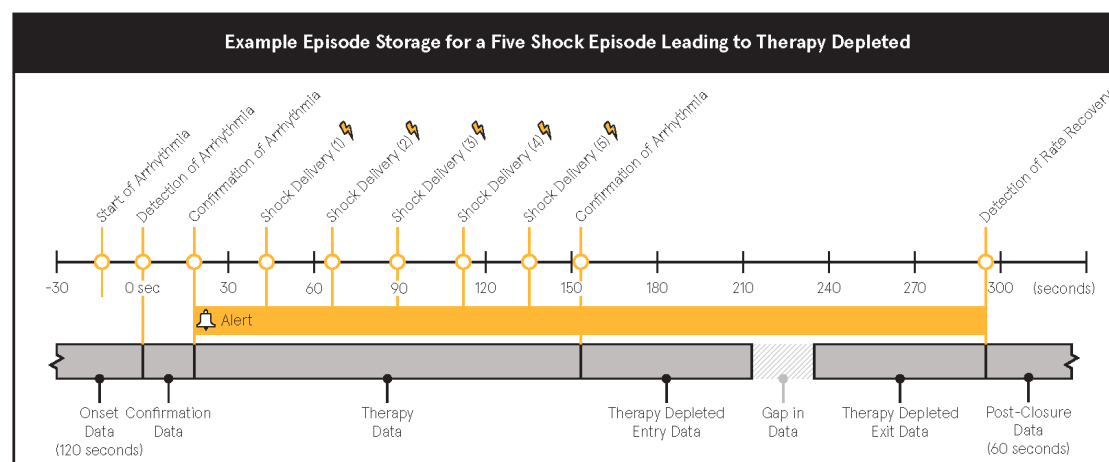 Example Episode Storage for a Five Shock Episode Leading to Therapy Depleted
Start of Arrhythmia
Detection of Arrhythmia
Confirmation of Arrhythmia
Shock Delivery (1)
Shock Delivery (2)
Shock Delivery (3)
Shock Delivery (4)
Shock Delivery (5)
Confirmation of Arrhythmia
Detection of Rate Recovery
-30 0 sec 30 60 90 120 150 180 210 240 270 300 (seconds)
Alert
Onset
Data
(120 seconds)
Confirmation
Data
Therapy
Data
Therapy Depleted
Entry Data
Gap in
Data
Therapy Depleted
Exit Data
Post-Closure
Data
(60 seconds)